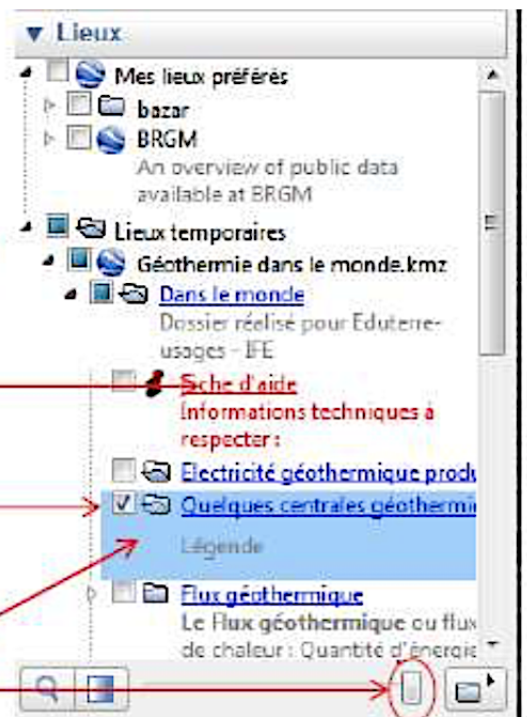 Lieux
Mes lieux préférés
bazar
BRGM
An overview of public data
available at BRGM
Lieux temporaires
Géothermie dans le monde.kmz
Dans le monde
Dossier réalisé pour Eduterre-
usages - IFE
Fiche d'aide
Informations techniques à
respecter :
Electricité géothermique produ
Quelques centrales géothermi
Légende
Flux géothermique
Le Flux géothermique ou flux
de chaleur : Quantité d'énergie